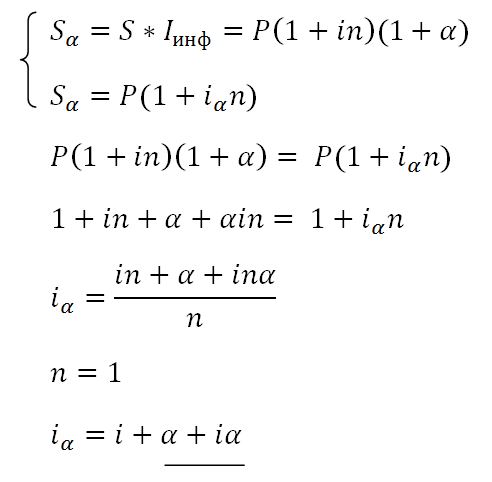 S_α = S * I_инф = P(1 + in)(1 + α)
S_α = P(1 + i_α n)
P(1 + in)(1 + α) = P(1 + i_α n)
1 + in + α + αin = 1 + i_α n
i_α = (in + α + inα) / n
n = 1
i_α = i + α + iα